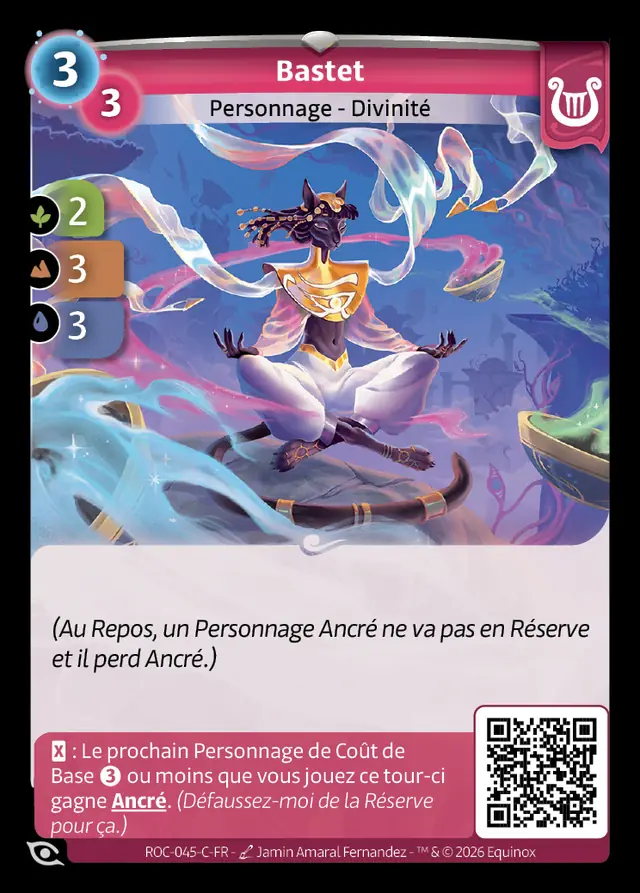 3
3
Bastet
Personnage - Divinité
2
3
3
(Au Repos, un Personnage Ancré ne va pas en Réserve
et il perd Ancré.)
X : Le prochain Personnage de Coût de
Base 3 ou moins que vous jouez ce tour-ci
gagne Ancré. (Défaussez-moi de la Réserve
pour ça.)
ROC-045-C-FR - Jamin Amaral Fernandez - ™ & © 2026 Equinox